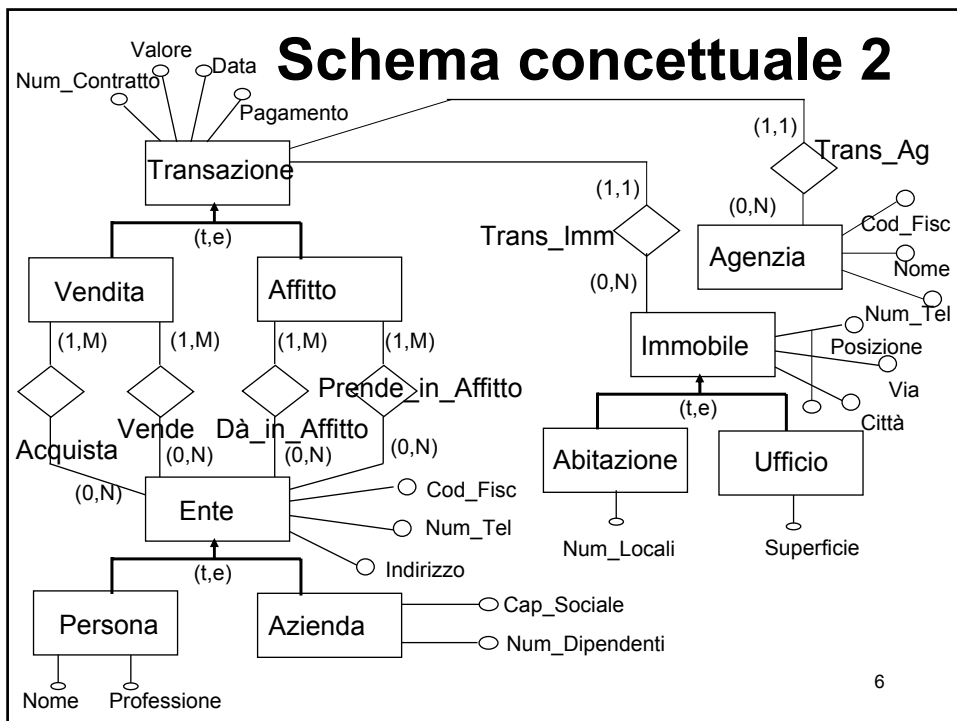 Schema concettuale 2
Valore
Data
Num_Contratto
Pagamento
Transazione
(1,1)
Trans_Ag
(1,1)
(0,N)
Cod_Fisc
(t,e)
Trans_Imm
Agenzia
Nome
Vendita
Affitto
(0,N)
Num_Tel
(1,M)
(1,M)
(1,M)
(1,M)
Immobile
Posizione
Prende_in_Affitto
Via
(t,e)
Vende
Dà_in_Affitto
Città
Acquista
(0,N)
(0,N)
(0,N)
Abitazione
Ufficio
(0,N)
Cod_Fisc
Ente
Num_Tel
Num_Locali
Superficie
(t,e)
Indirizzo
Persona
Azienda
Cap_Sociale
Num_Dipendenti
Nome
Professione
6